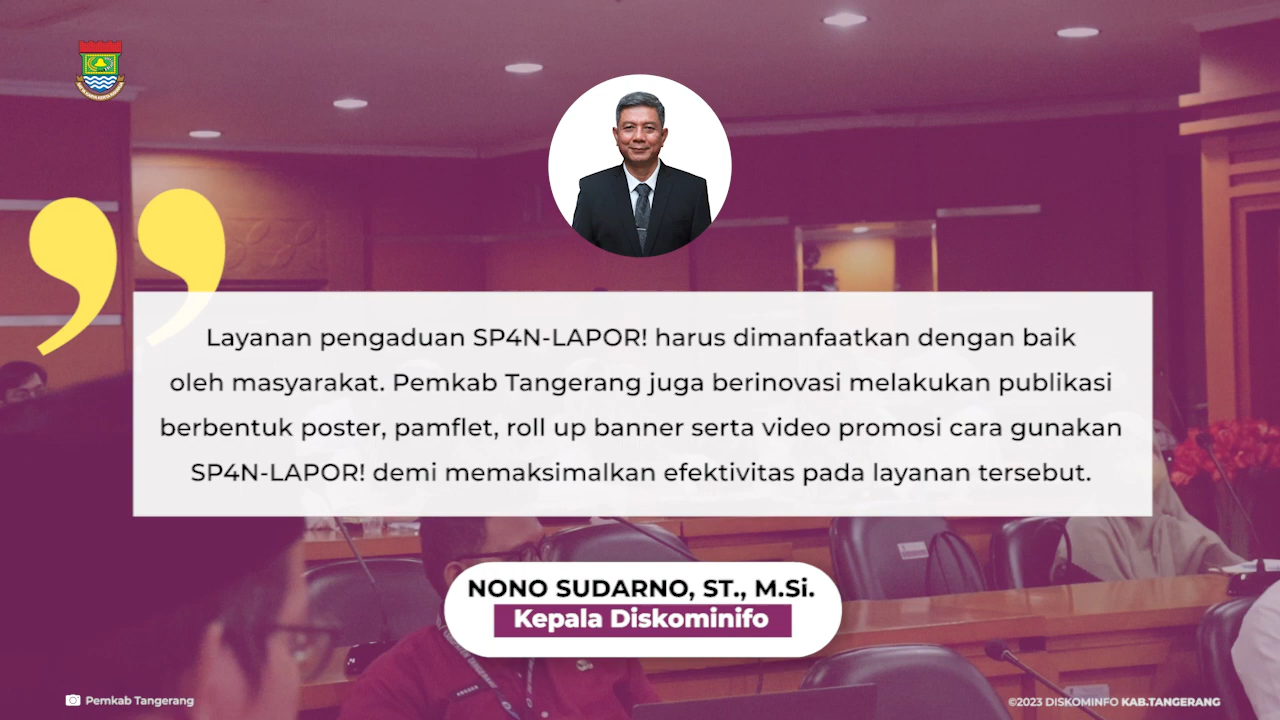 Layanan pengaduan SP4N-LAPOR! harus dimanfaatkan dengan baik
oleh masyarakat. Pemkab Tangerang juga berinovasi melakukan publikasi
berbentuk poster, pamflet, roll up banner serta video promosi cara gunakan
SP4N-LAPOR! demi memaksimalkan efektivitas pada layanan tersebut.
NONO SUDARNO, ST., M.Si.
Kepala Diskominifo
Pemkab Tangerang
©2023 DISKOMINFO KAB.TANGERANG